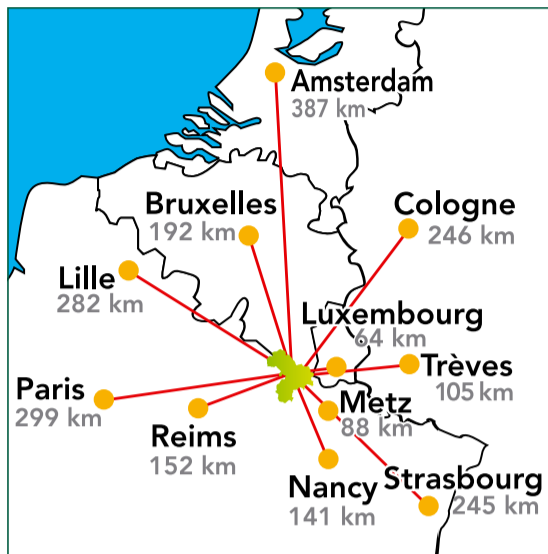 Amsterdam
387 km
Bruxelles
192 km
Cologne
246 km
Lille
282 km
Luxembourg
64 km
Trèves
105 km
Paris
299 km
Metz
88 km
Reims
152 km
Nancy
141 km
Strasbourg
245 km